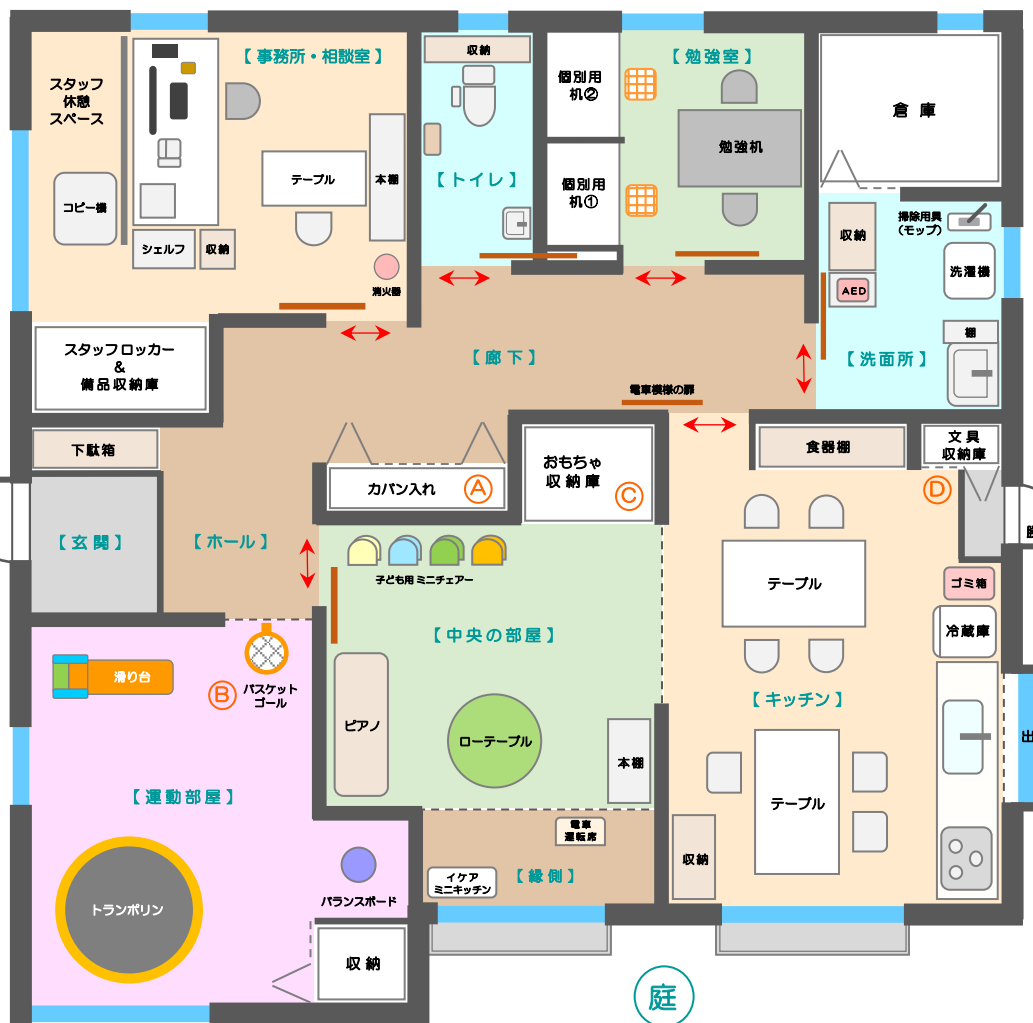 【事務所・相談室】
スタッフ
休憩
スペース
コピー機
シェルフ
収納
テーブル
本棚
消火器
スタッフロッカー
&
備品収納庫
収納
【トイレ】
個別用
机②
個別用
机①
【勉強室】
勉強机
倉庫
収納
AED
掃除用具
(モップ)
洗濯機
棚
【洗面所】
【廊下】
電車模様の扉
下駄箱
【玄関】
【ホール】
カバン入れ
A
おもちゃ
収納庫
C
食器棚
文具
収納庫
D
子ども用 ミニチェアー
【中央の部屋】
ピアノ
ローテーブル
本棚
テーブル
ゴミ箱
冷蔵庫
【キッチン】
テーブル
収納
滑り台
B
バスケット
ゴール
【運動部屋】
トランポリン
バランスボード
収納
電車
運転席
イケア
ミニキッチン
【縁側】
庭
出